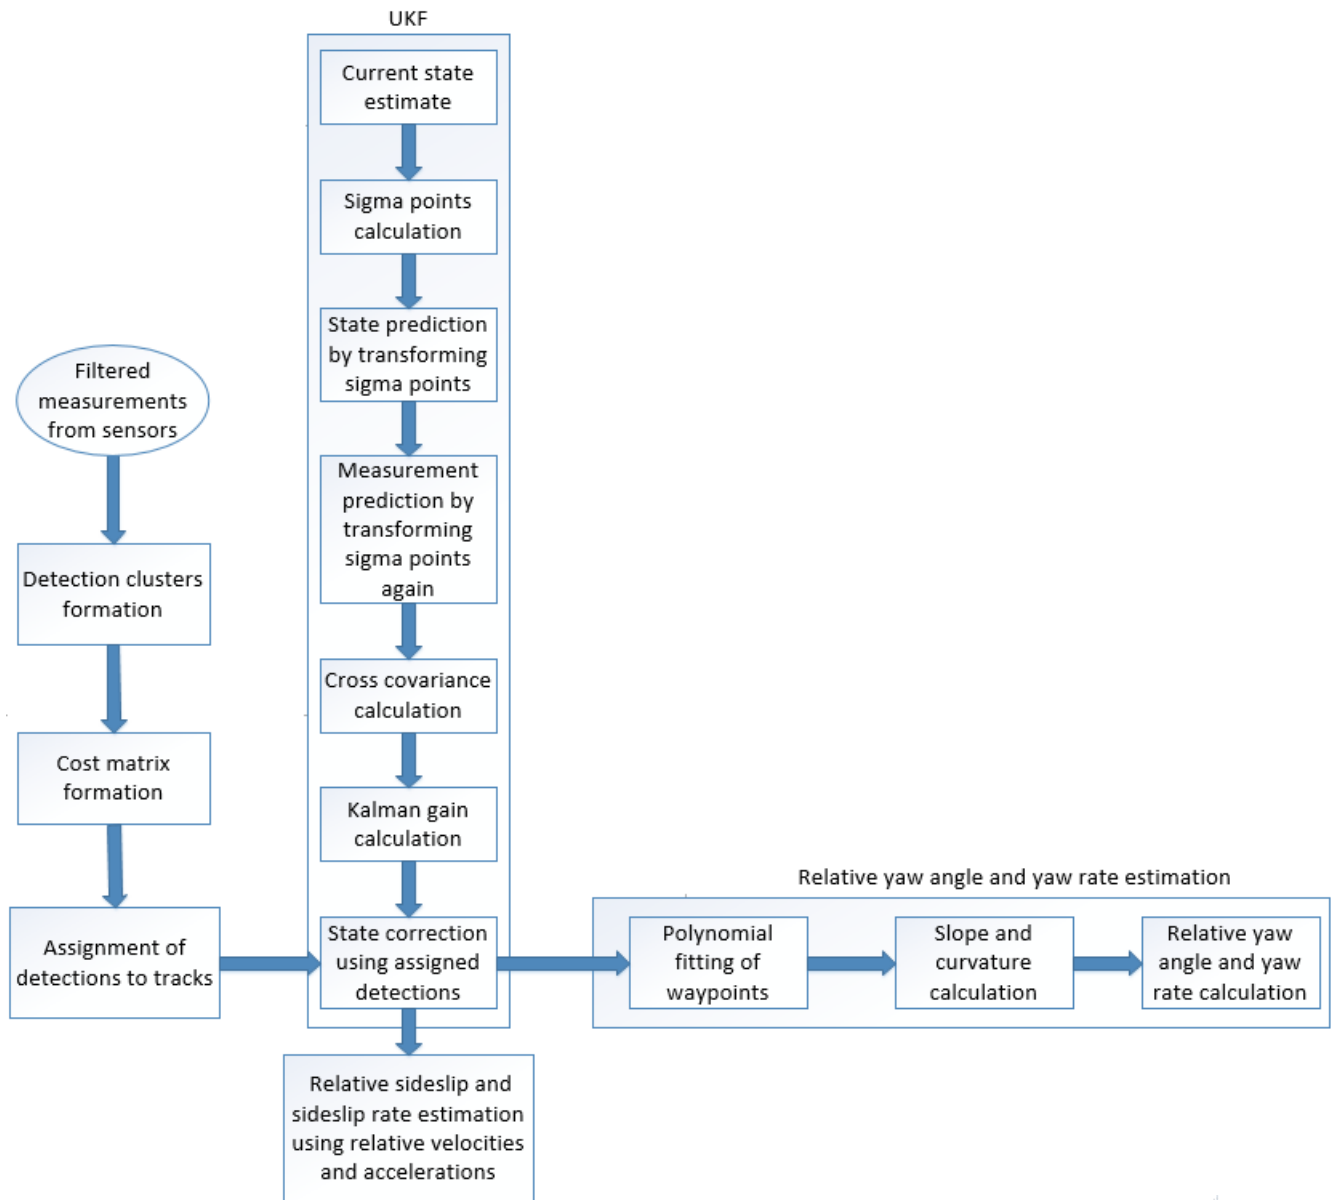 UKF
Current state
estimate
Sigma points
calculation
State prediction
by transforming
sigma points
Measurement
prediction by
transforming
sigma points
again
Cross covariance
calculation
Kalman gain
calculation
State correction
using assigned
detections
Relative sideslip and
sideslip rate estimation
using relative velocities
and accelerations
Filtered
measurements
from sensors
Detection clusters
formation
Cost matrix
formation
Assignment of
detections to tracks
Relative yaw angle and yaw rate estimation
Polynomial
fitting of
waypoints
Slope and
curvature
calculation
Relative yaw
angle and yaw
rate calculation